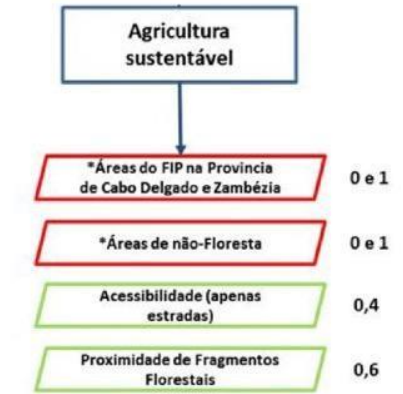 Agricultura
sustentável
*Áreas do FIP na Provincia
de Cabo Delgado e Zambézia
0 e 1
*Áreas de não-Floresta
0 e 1
Acessibilidade (apenas
estradas)
0,4
Proximidade de Fragmentos
Florestais
0,6